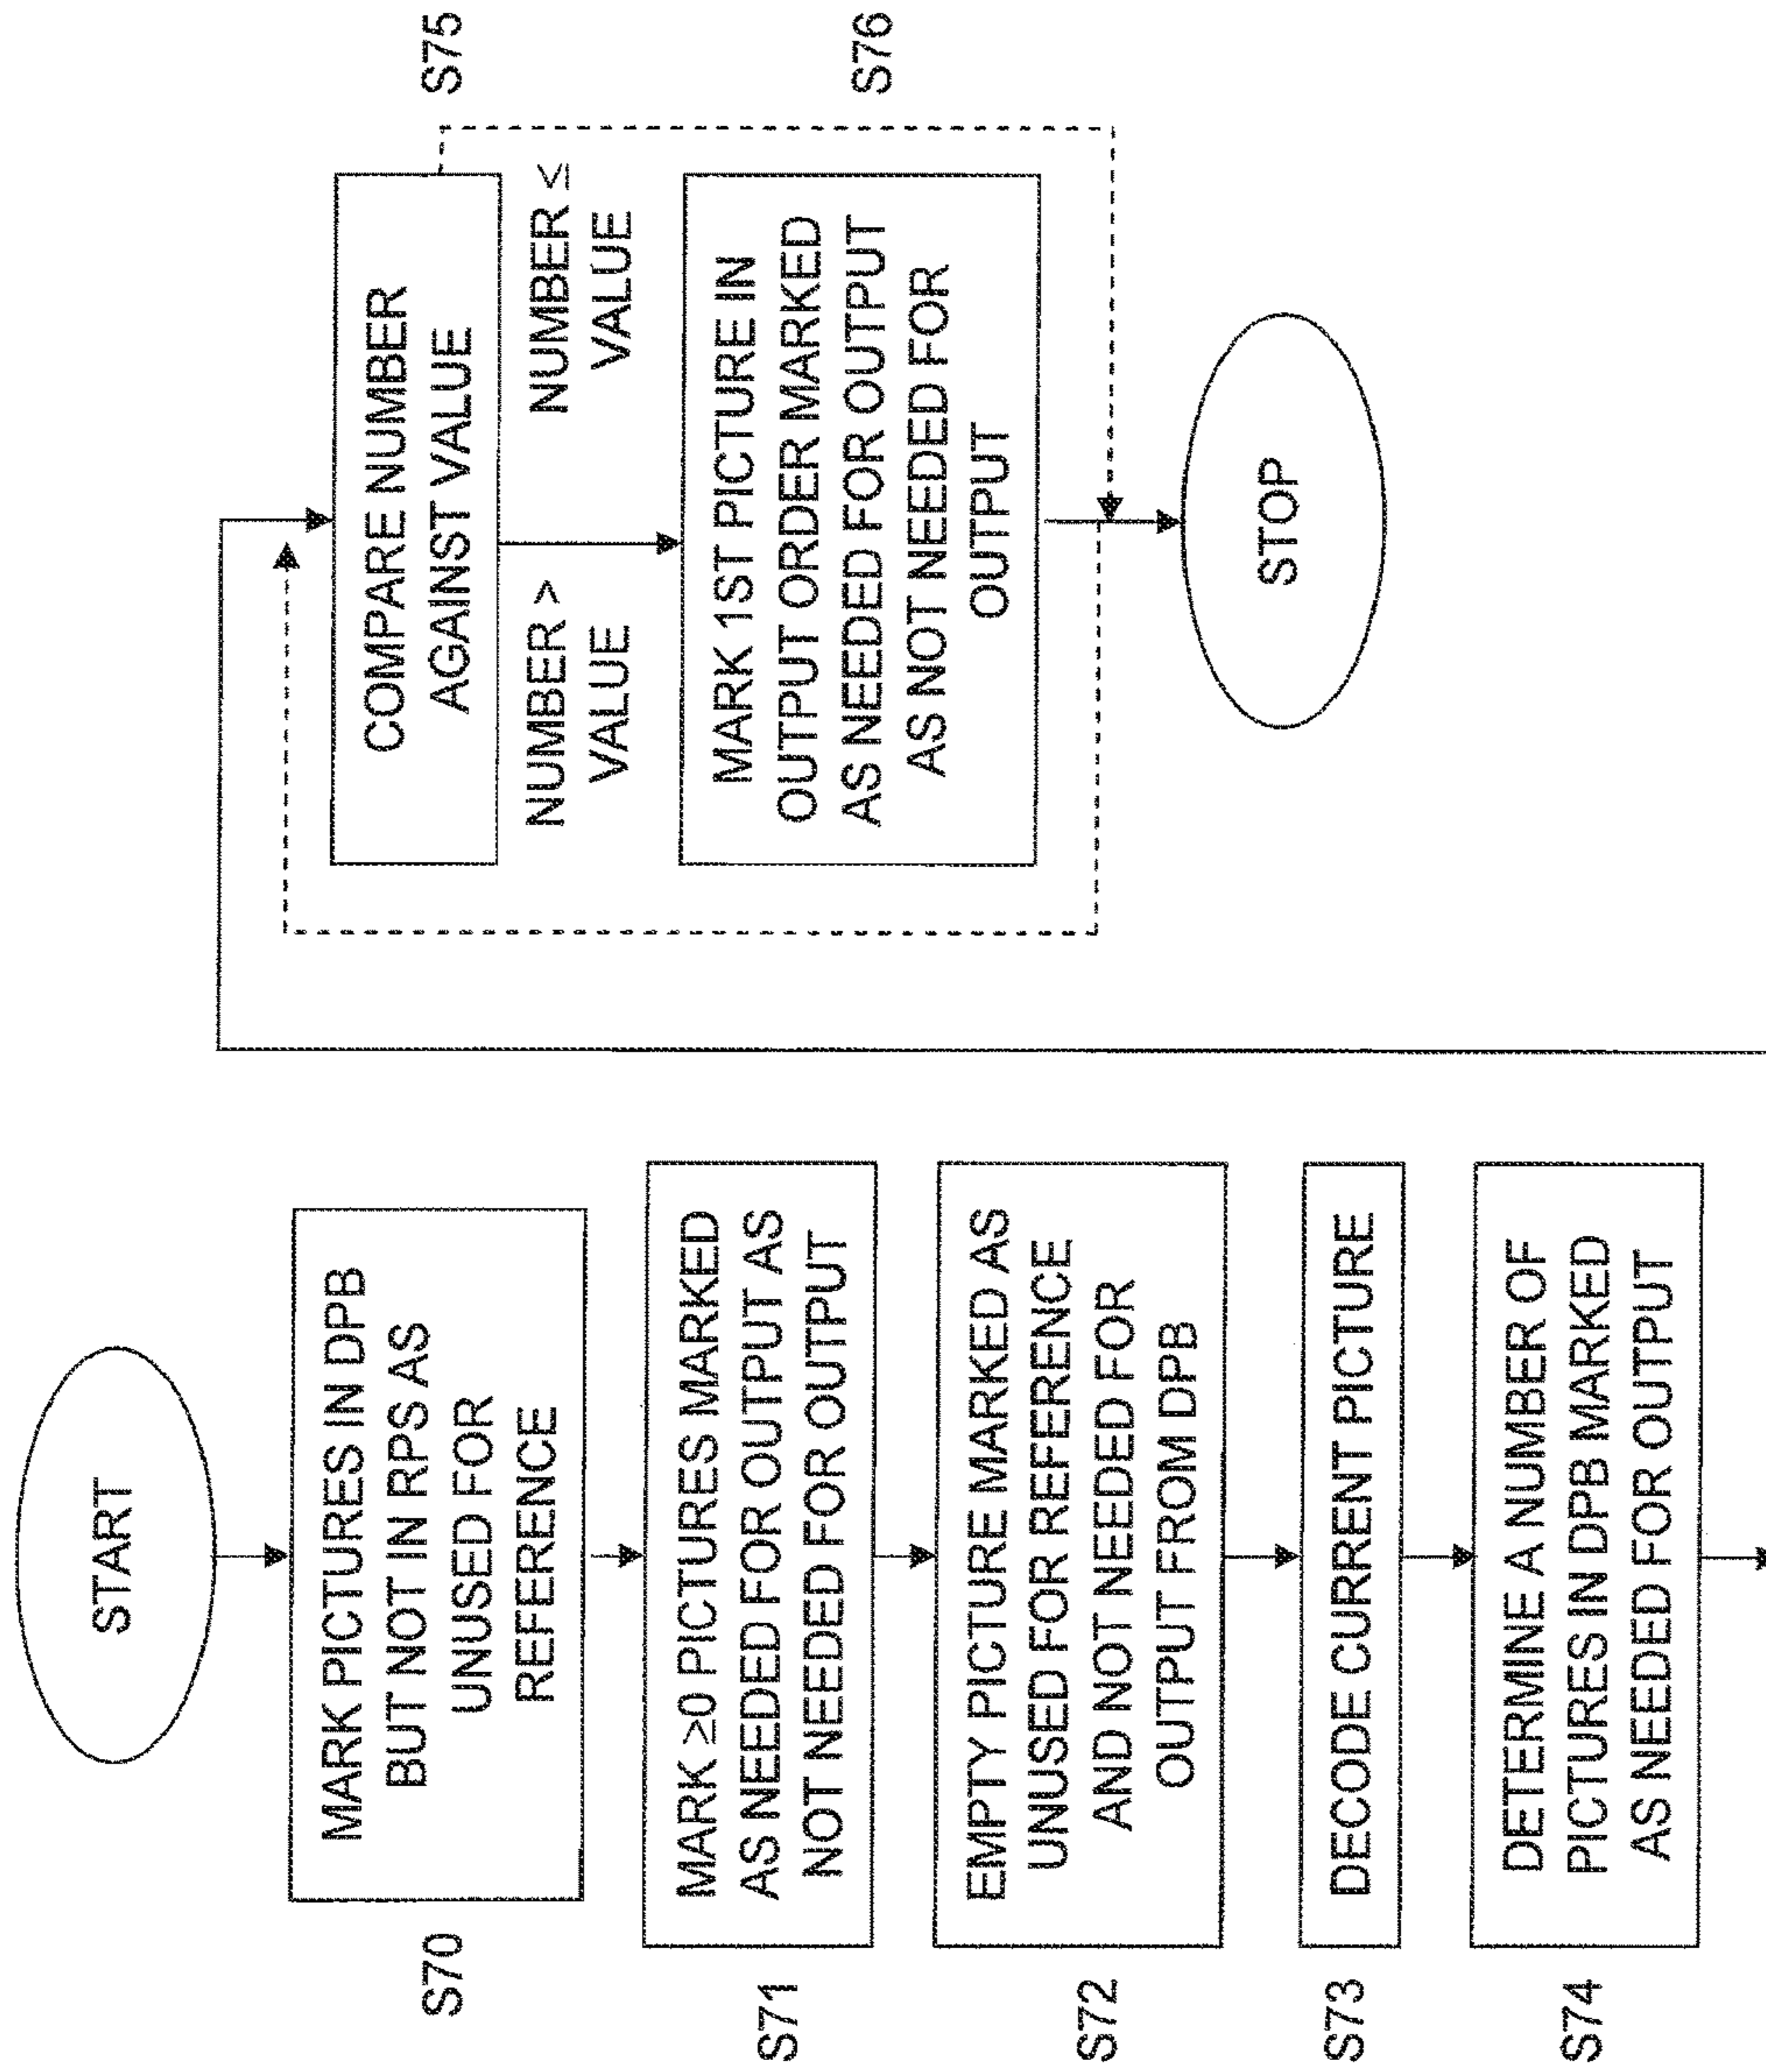 START
S70
MARK PICTURES IN DPB
BUT NOT IN RPS AS
UNUSED FOR
REFERENCE
S71
MARK ≥0 PICTURES MARKED
AS NEEDED FOR OUTPUT AS
NOT NEEDED FOR OUTPUT
S72
EMPTY PICTURE MARKED AS
UNUSED FOR REFERENCE
AND NOT NEEDED FOR
OUTPUT FROM DPB
S73
DECODE CURRENT PICTURE
S74
DETERMINE A NUMBER OF
PICTURES IN DPB MARKED
AS NEEDED FOR OUTPUT
COMPARE NUMBER
AGAINST VALUE
S75
NUMBER >
VALUE
NUMBER ≤
VALUE
MARK 1ST PICTURE IN
OUTPUT ORDER MARKED
AS NEEDED FOR OUTPUT
AS NOT NEEDED FOR
OUTPUT
S76
STOP